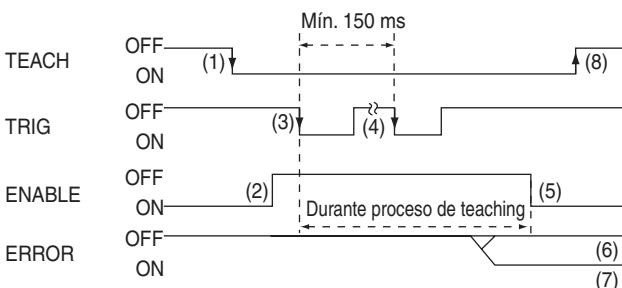 Mín. 150 ms
TEACH OFF (1) (8)
ON
TRIG OFF (3) (4)
ON
ENABLE OFF (2) (5)
ON Durante proceso de teaching
ERROR OFF (6)
ON (7)